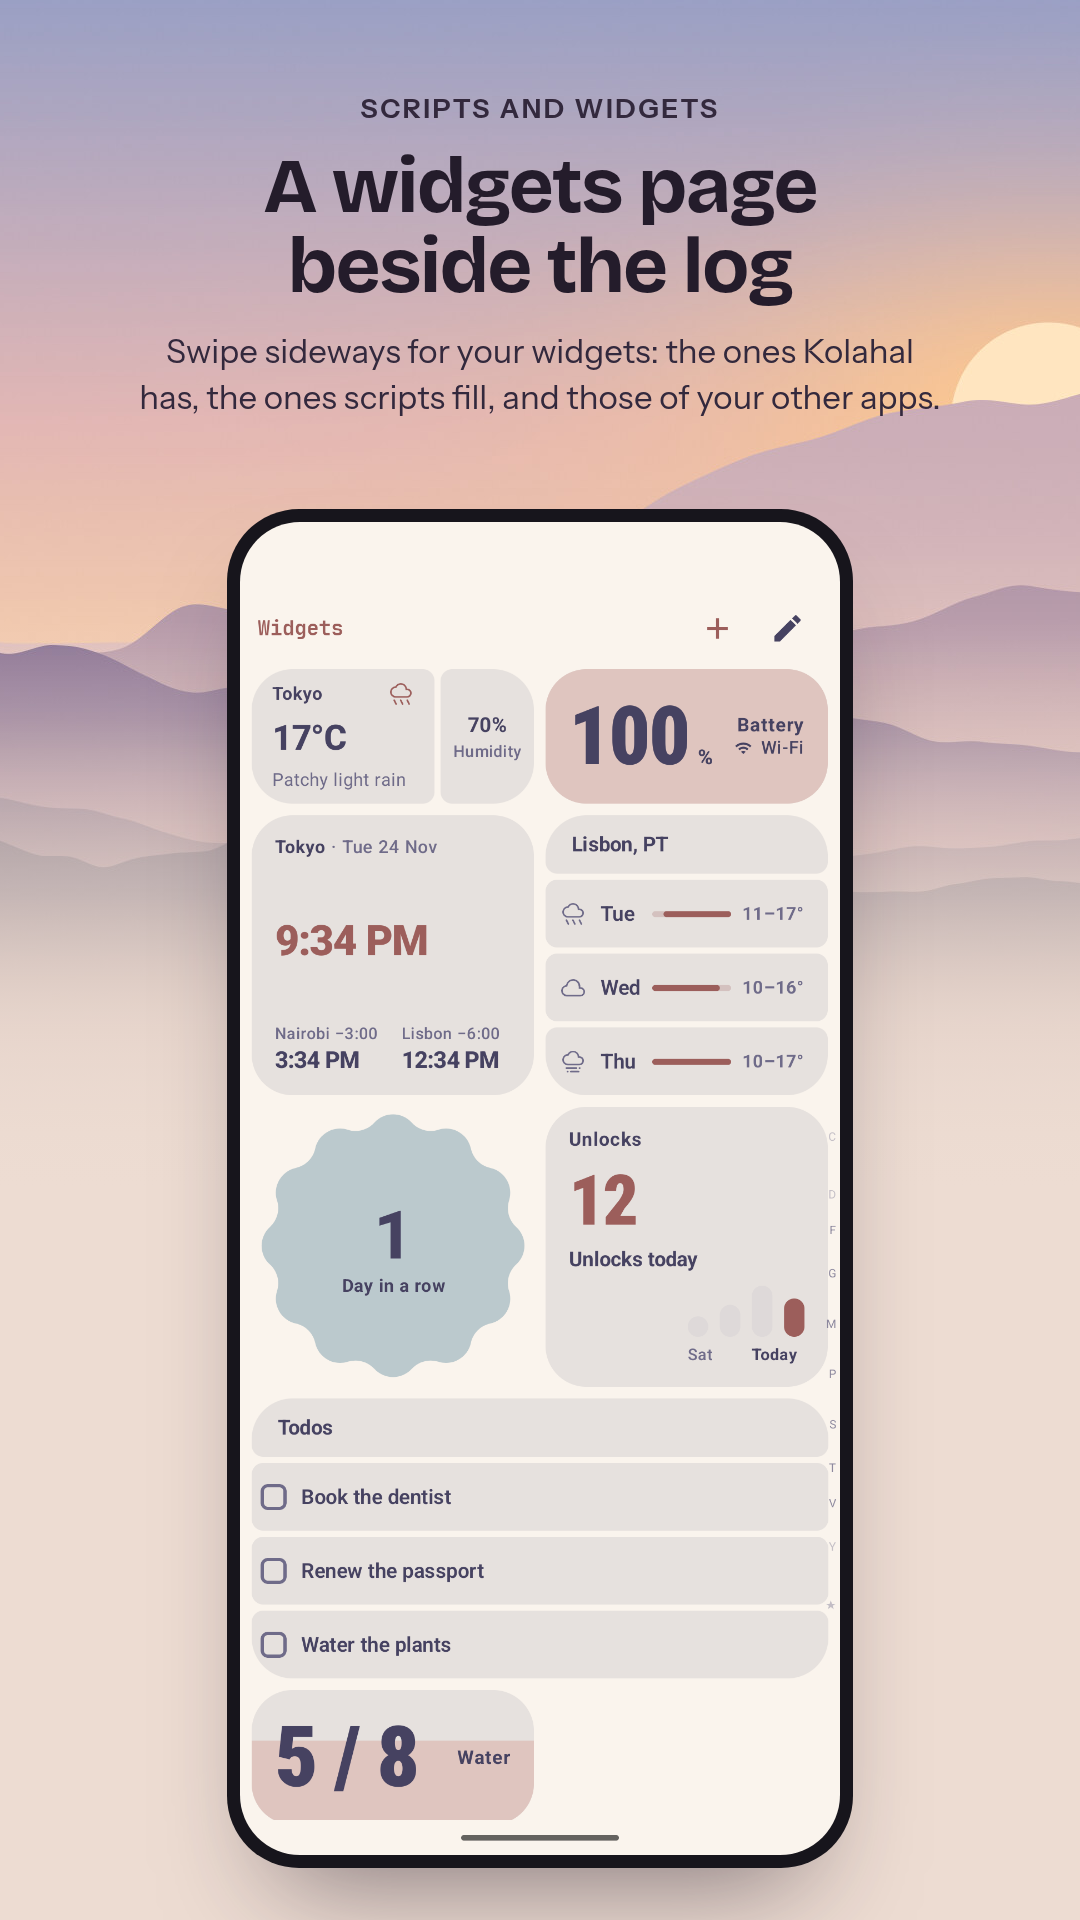 SCRIPTS AND WIDGETS
A widgets page
beside the log
Swipe sideways for your widgets: the ones Kolahal
has, the ones scripts fill, and those of your other apps.
Widgets
Tokyo
17°C
Patchy light rain
70%
Humidity
100 %
Battery
Wi-Fi
Tokyo · Tue 24 Nov
9:34 PM
Nairobi −3:00
3:34 PM
Lisbon −6:00
12:34 PM
Lisbon, PT
Tue 11–17°
Wed 10–16°
Thu 10–17°
1
Day in a row
Unlocks
12
Unlocks today
Sat
Today
C
D
F
G
M
P
S
T
V
Y
★
Todos
Book the dentist
Renew the passport
Water the plants
5 / 8
Water